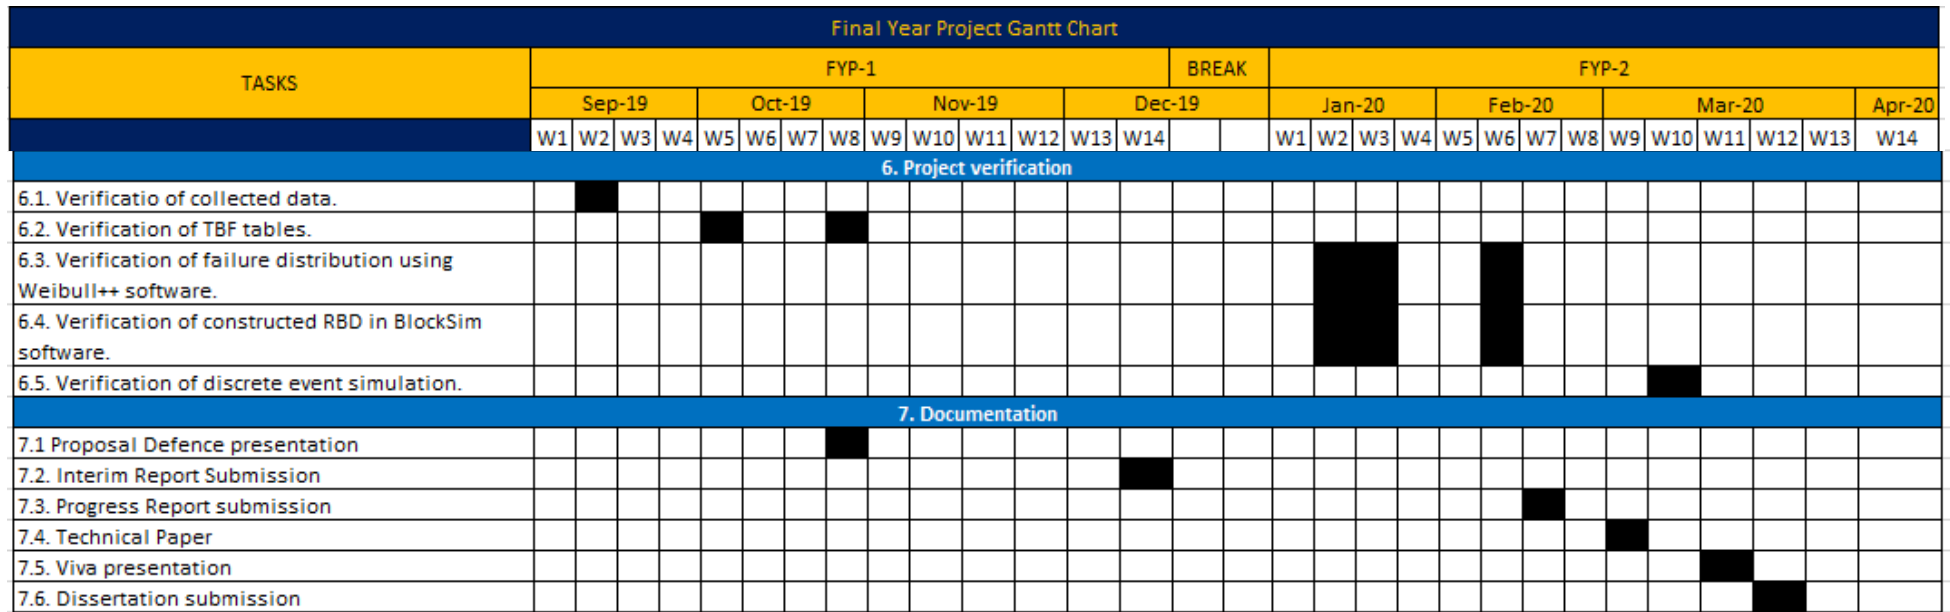 Final Year Project Gantt Chart
TASKS FYP-1 BREAK FYP-2
Sep-19 Oct-19 Nov-19 Dec-19 Jan-20 Feb-20 Mar-20 Apr-20
W1 W2 W3 W4 W5 W6 W7 W8 W9 W10 W11 W12 W13 W14 W1 W2 W3 W4 W5 W6 W7 W8 W9 W10 W11 W12 W13 W14
6. Project verification
6.1. Verificatio of collected data.
6.2. Verification of TBF tables.
6.3. Verification of failure distribution using
Weibull++ software.
6.4. Verification of constructed RBD in BlockSim
software.
6.5. Verification of discrete event simulation.
7. Documentation
7.1 Proposal Defence presentation
7.2. Interim Report Submission
7.3. Progress Report submission
7.4. Technical Paper
7.5. Viva presentation
7.6. Dissertation submission